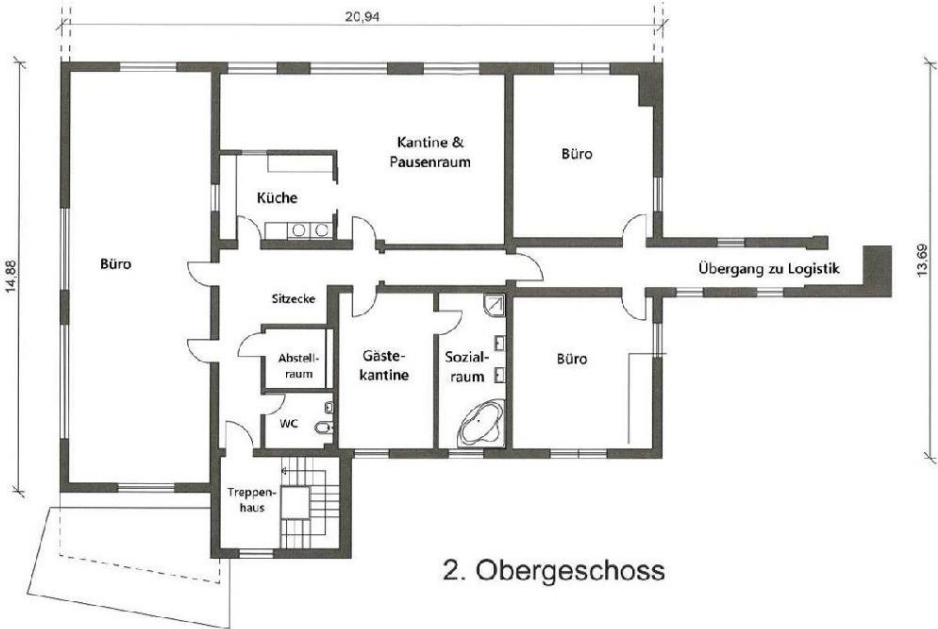 20,94
14,88
13,69
Kantine &
Pausenraum
Büro
Küche
Büro
Übergang zu Logistik
Sitzecke
Abstell-
raum
Gäste-
kantine
Sozial-
raum
Büro
WC
Treppen-
haus
2. Obergeschoss